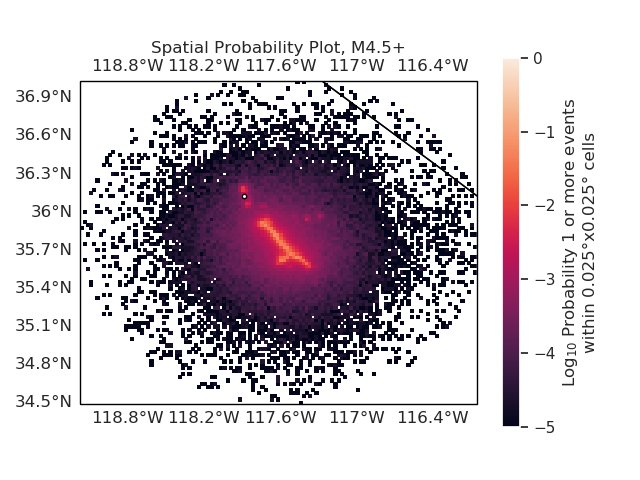 Spatial Probability Plot, M4.5+
118.8°W 118.2°W 117.6°W 117°W 116.4°W
36.9°N
36.6°N
36.3°N
36°N
35.7°N
35.4°N
35.1°N
34.8°N
34.5°N
118.8°W 118.2°W 117.6°W 117°W 116.4°W
0
−1
−2
−3
−4
−5
Log₁₀ Probability 1 or more events
within 0.025°x0.025° cells